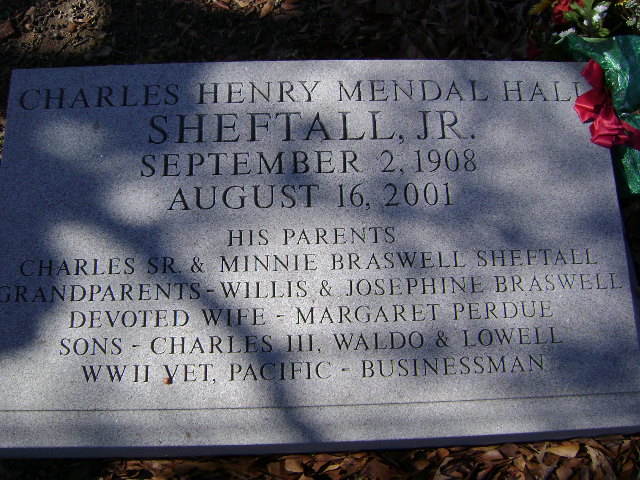 CHARLES HENRY MENDAL HALL
SHEFTALL, JR.
SEPTEMBER 2, 1908
AUGUST 16, 2001
HIS PARENTS
CHARLES SR. & MINNIE BRASWELL SHEFTALL
GRANDPARENTS - WILLIS & JOSEPHINE BRASWELL
DEVOTED WIFE - MARGARET PERDUE
SONS - CHARLES III, WALDO & LOWELL
WWII VET, PACIFIC - BUSINESSMAN